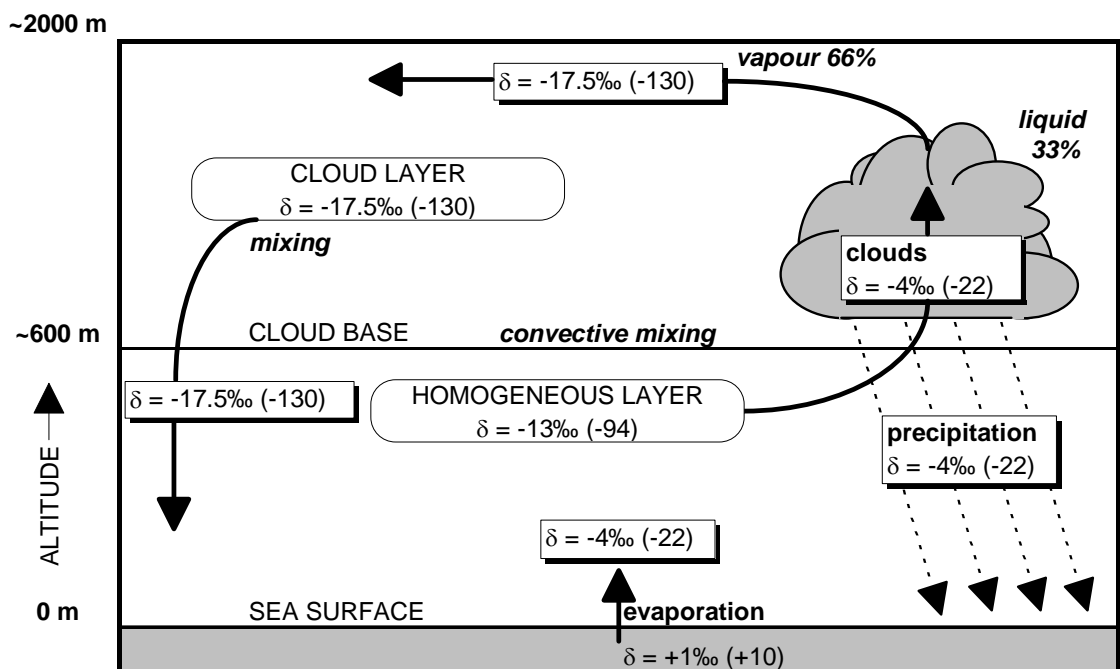 ~2000 m
vapour 66%
δ = -17.5‰ (-130)
liquid
33%
CLOUD LAYER
δ = -17.5‰ (-130)
mixing
clouds
δ = -4‰ (-22)
~600 m
CLOUD BASE
convective mixing
δ = -17.5‰ (-130)
HOMOGENEOUS LAYER
δ = -13‰ (-94)
precipitation
δ = -4‰ (-22)
ALTITUDE
δ = -4‰ (-22)
0 m
SEA SURFACE
evaporation
δ = +1‰ (+10)